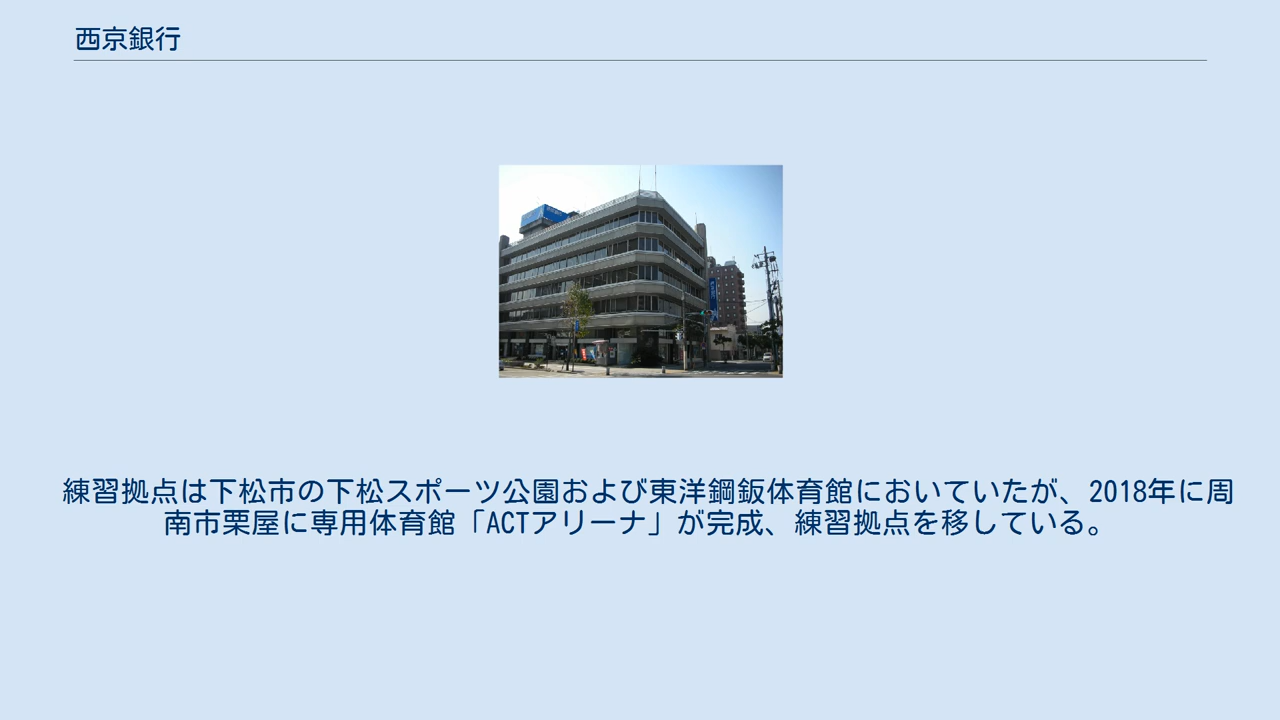 西京銀行
練習拠点は下松市の下松スポーツ公園および東洋鋼鈑体育館においていたが、2018年に周
南市栗屋に専用体育館「ACTアリーナ」が完成、練習拠点を移している。